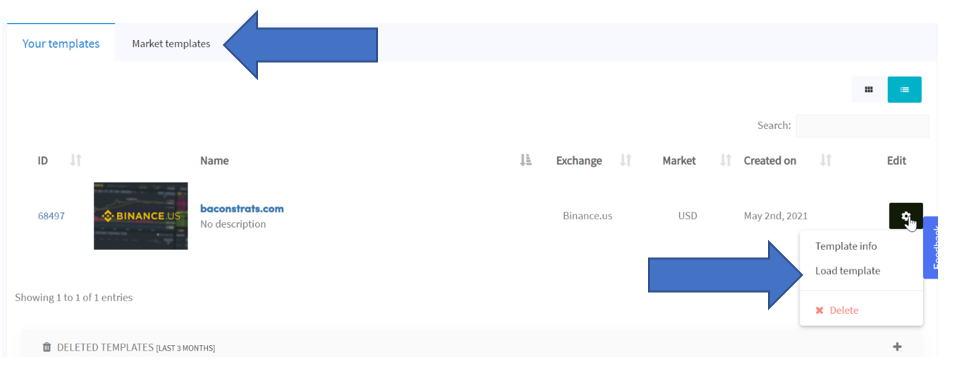 Your templates
Market templates
Search:
ID
Name
Exchange
Market
Created on
Edit
68497
BINANCE.US
baconstrats.com
No description
Binance.us
USD
May 2nd, 2021
Template info
Load template
Delete
Feedback
Showing 1 to 1 of 1 entries
DELETED TEMPLATES [LAST 3 MONTHS]